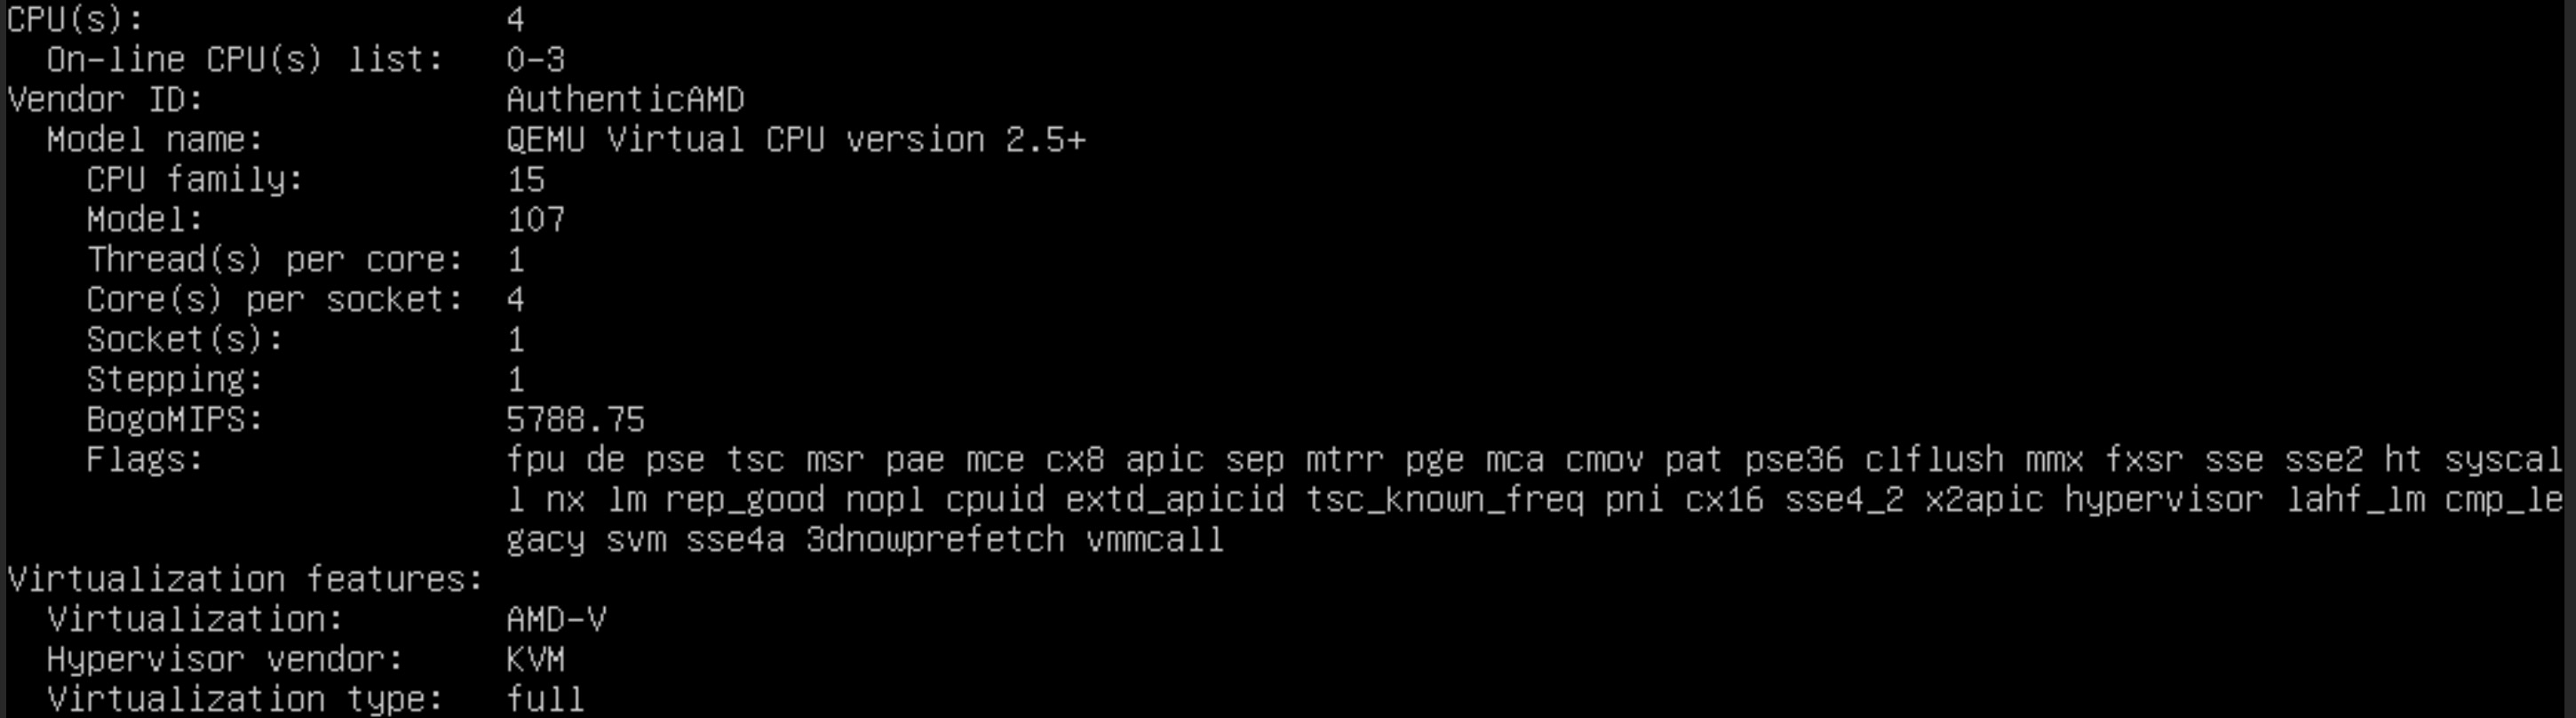 CPU(s): 4
On-line CPU(s) list: 0-3
Vendor ID: AuthenticAMD
Model name: QEMU Virtual CPU version 2.5+
CPU family: 15
Model: 107
Thread(s) per core: 1
Core(s) per socket: 4
Socket(s): 1
Stepping: 1
BogoMIPS: 5788.75
Flags: fpu de pse tsc msr pae mce cx8 apic sep mtrr pge mca cmov pat pse36 clflush mmx fxsr sse sse2 ht syscal
l nx lm rep_good nopl cpuid extd_apicid tsc_known_freq pni cx16 sse4_2 x2apic hypervisor lahf_lm cmp_le
gacy svm sse4a 3dnowprefetch vmmcall
Virtualization features:
Virtualization: AMD-V
Hypervisor vendor: KVM
Virtualization type: full